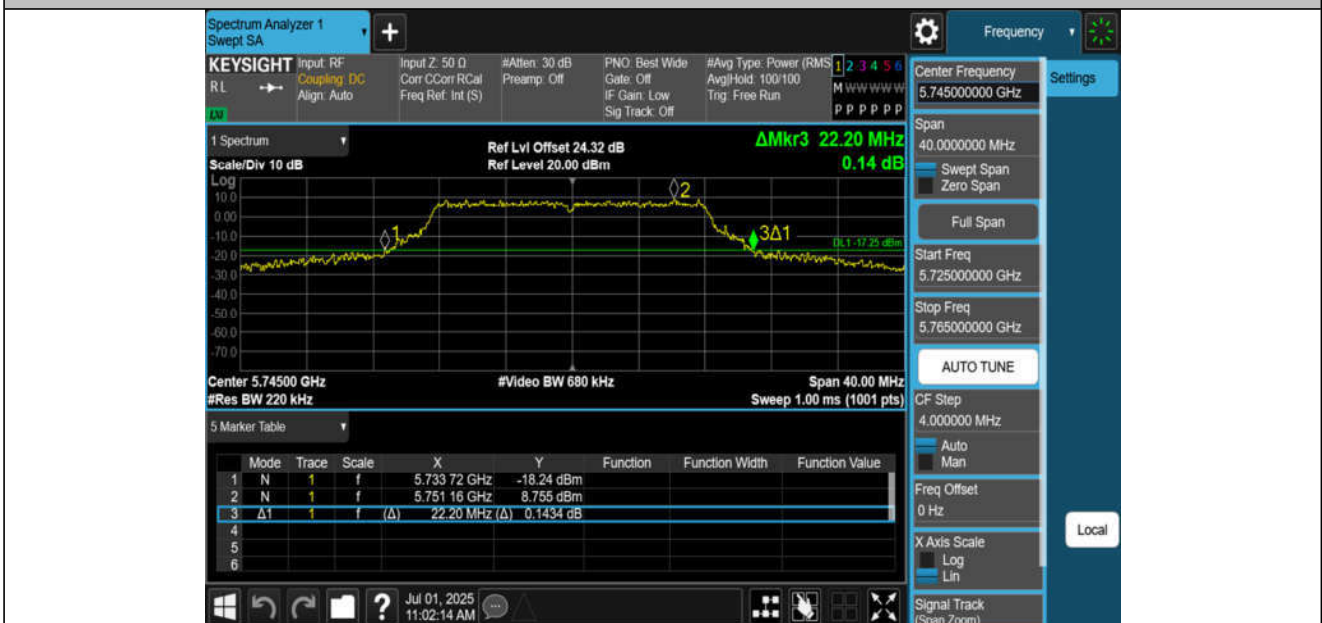 Spectrum Analyzer 1
Swept SA
Frequency
KEYSIGHT
RL
LV
Input: RF
Coupling: DC
Align: Auto
Input Z: 50 Ω
Corr CCorr RCal
Freq Ref: Int (S)
#Atten: 30 dB
Preamp: Off
PNO: Best Wide
Gate: Off
IF Gain: Low
Sig Track: Off
#Avg Type: Power (RMS
Avg|Hold: 100/100
Trig: Free Run
1 2 3 4 5 6
M W W W W W
P P P P P P
Center Frequency
5.745000000 GHz
Settings
Span
40.0000000 MHz
Swept Span
Zero Span
Full Span
Start Freq
5.725000000 GHz
Stop Freq
5.765000000 GHz
AUTO TUNE
CF Step
4.000000 MHz
Auto
Man
Freq Offset
0 Hz
X Axis Scale
Log
Lin
Signal Track
(Span Zoom)
Local
1 Spectrum
Scale/Div 10 dB
Ref Lvl Offset 24.32 dB
Ref Level 20.00 dBm
ΔMkr3 22.20 MHz
0.14 dB
Log
10.0
0.00
-10.0
-20.0
-30.0
-40.0
-50.0
-60.0
-70.0
1
2
3Δ1
DL1 -17.25 dBm
Center 5.74500 GHz
#Res BW 220 kHz
#Video BW 680 kHz
Span 40.00 MHz
Sweep 1.00 ms (1001 pts)
5 Marker Table
Mode Trace Scale X Y Function Function Width Function Value
1 N 1 f 5.733 72 GHz -18.24 dBm
2 N 1 f 5.751 16 GHz 8.755 dBm
3 Δ1 1 f (Δ) 22.20 MHz (Δ) 0.1434 dB
4
5
6
?
Jul 01, 2025
11:02:14 AM